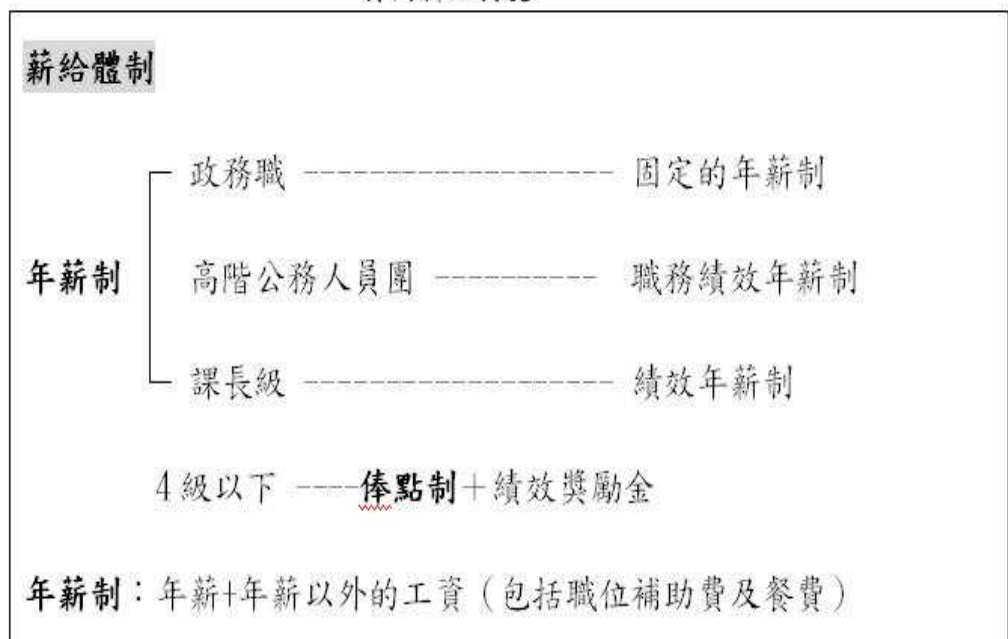 薪給體制
政務職 ------------------- 固定的年薪制
年薪制 高階公務人員團 ---------- 職務績效年薪制
課長級 ------------------- 績效年薪制
4級以下 ----俸點制+績效獎勵金
年薪制：年薪+年薪以外的工資（包括職位補助費及餐費）